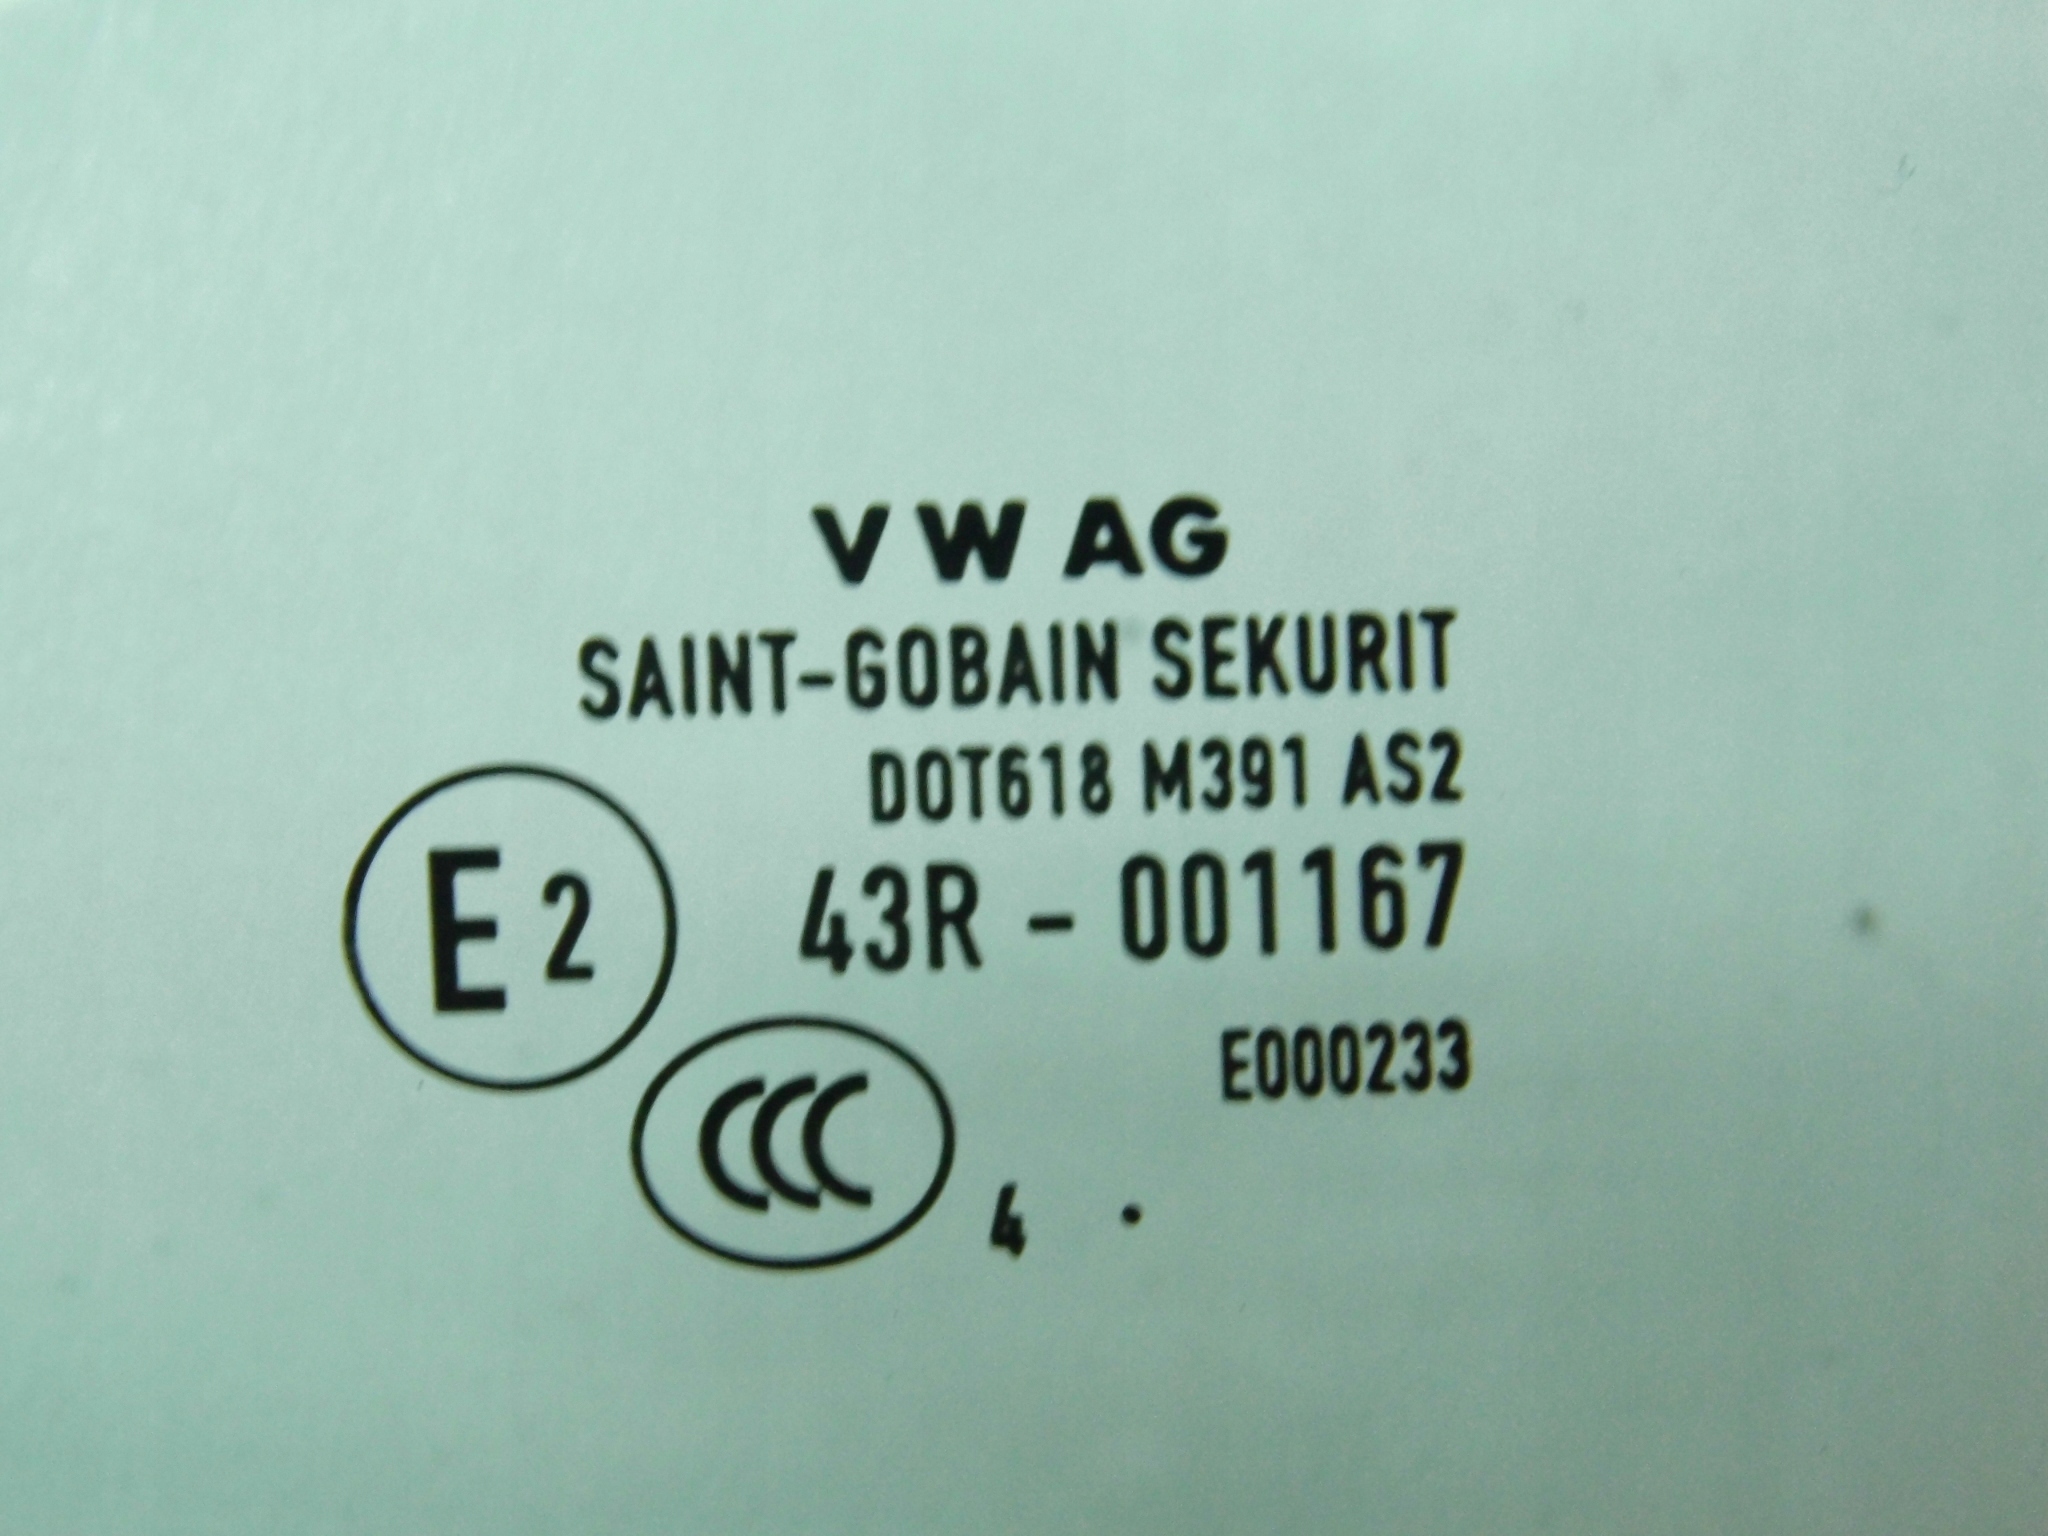 VW AG
SAINT-GOBAIN SEKURIT
DOT618 M391 AS2
E2
43R - 001167
E000233
CCC
4 .